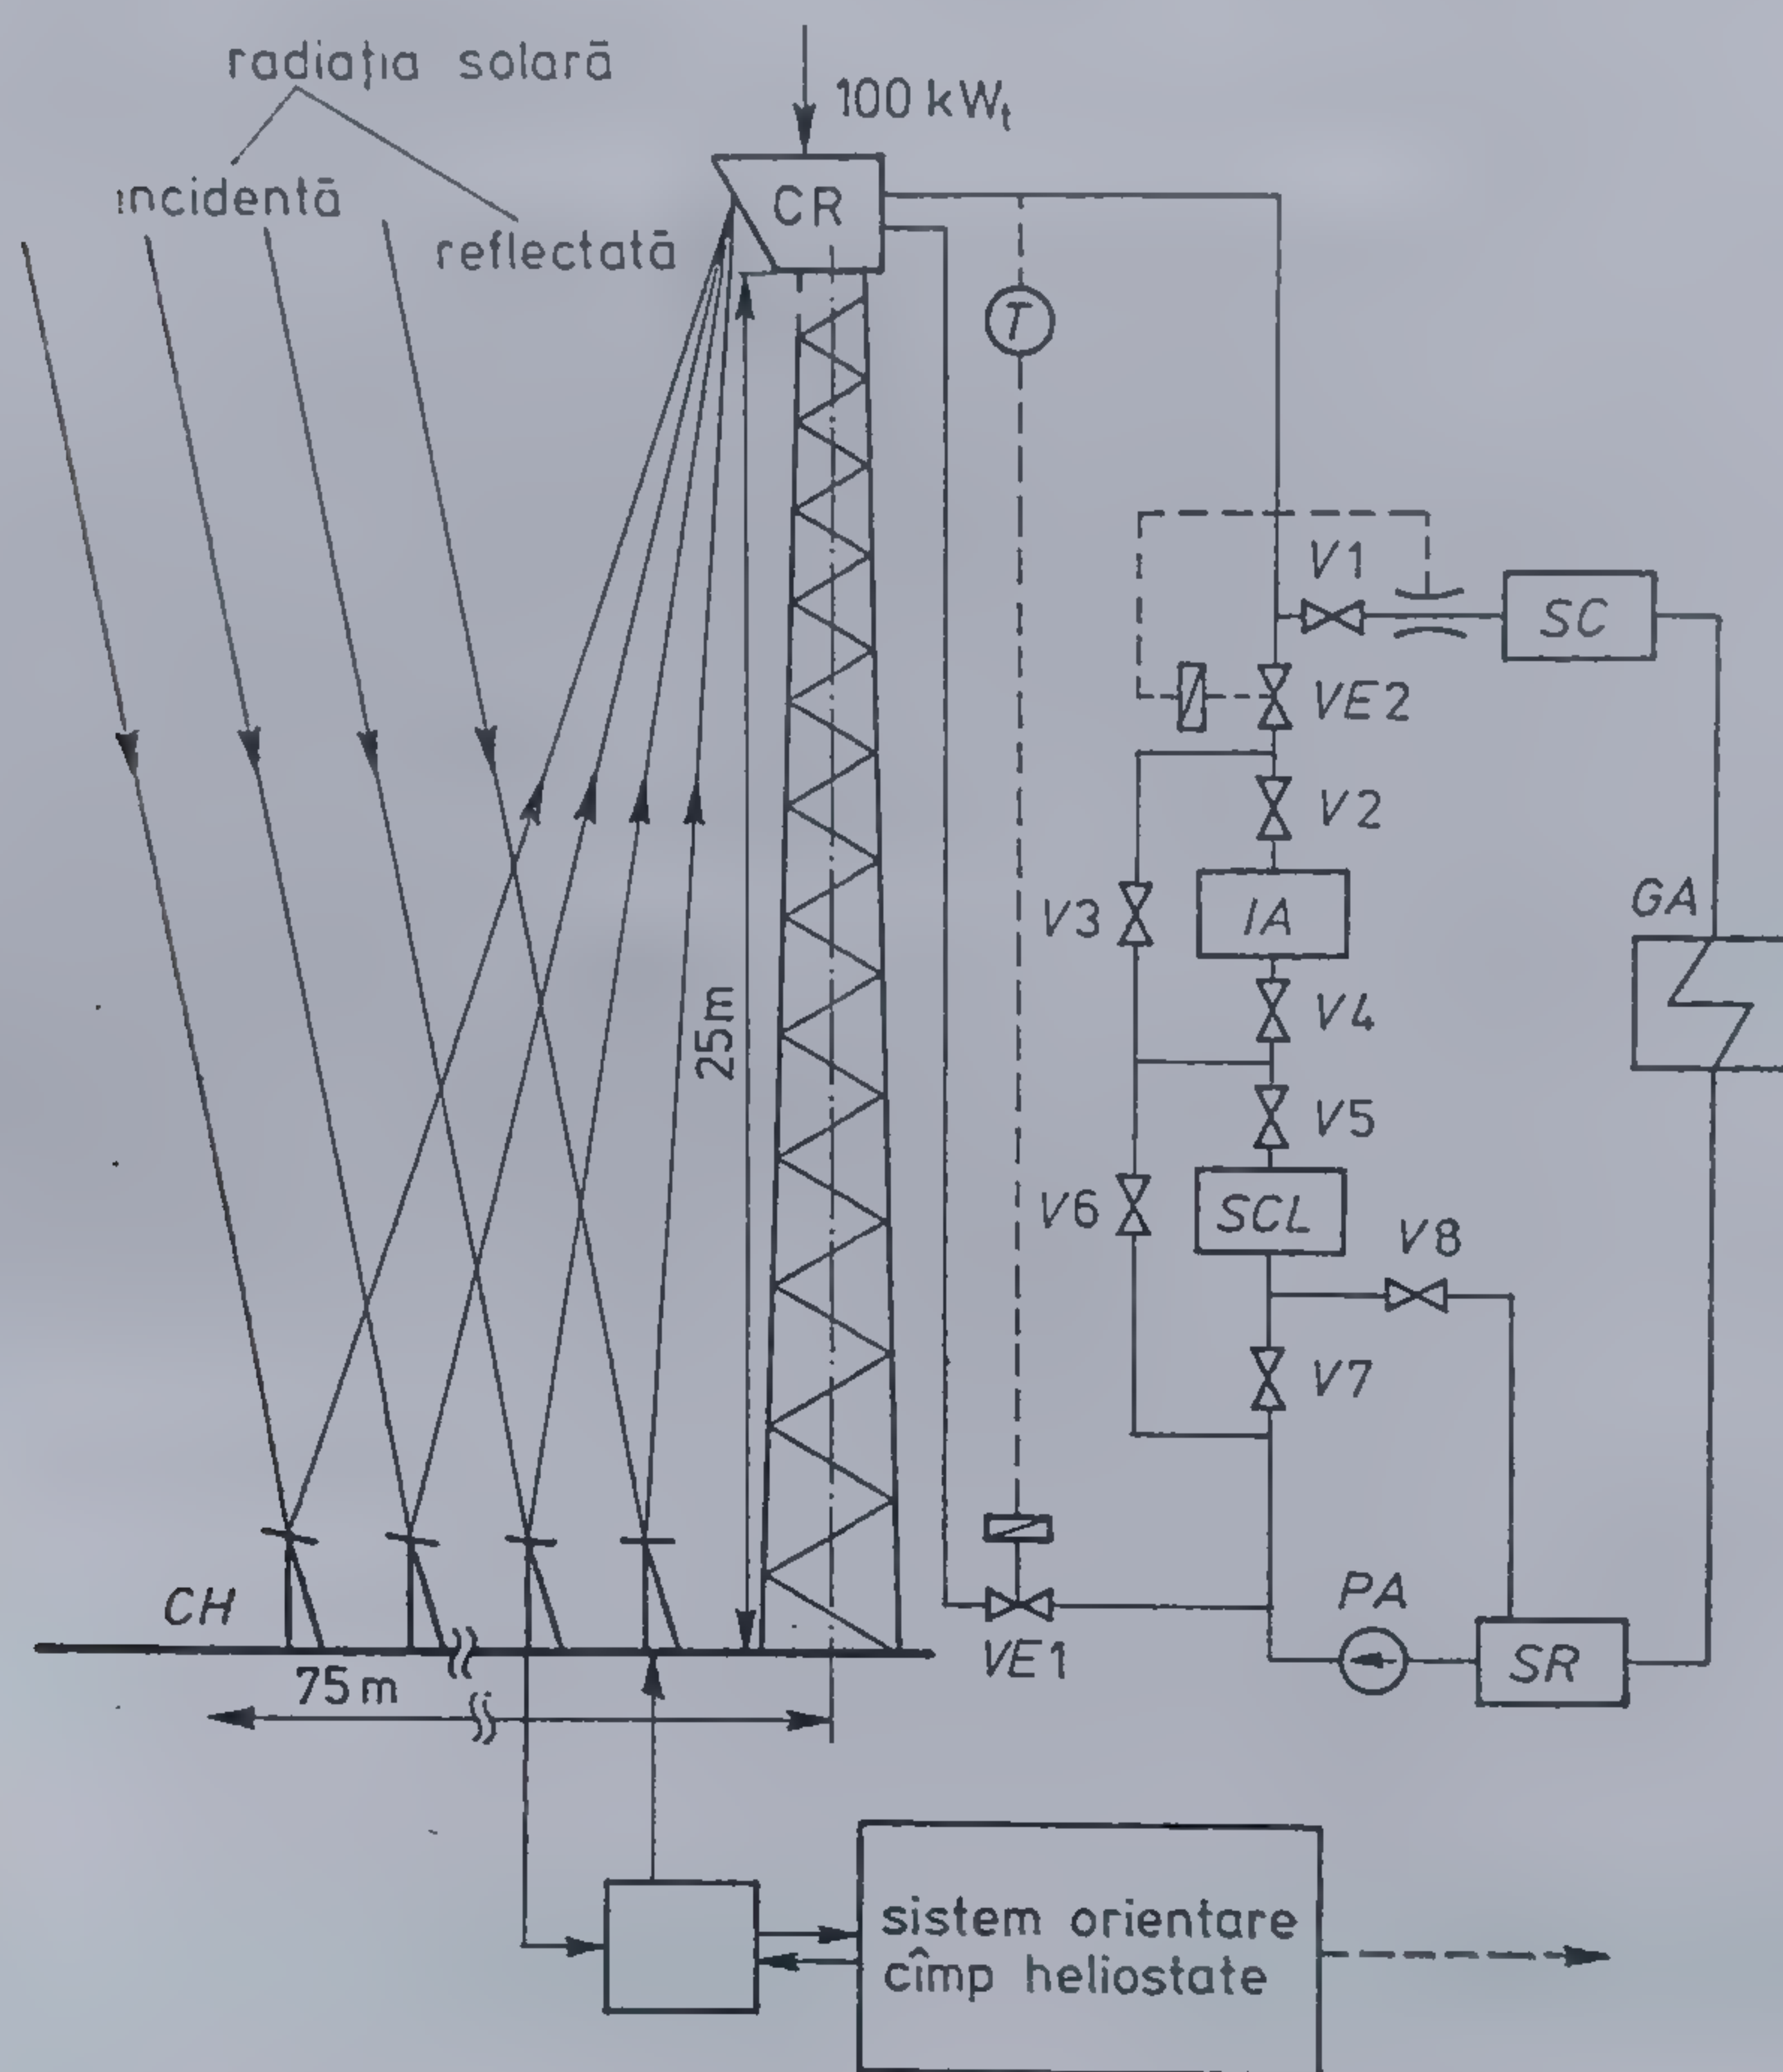 radiația solară
100 kWt
incidentă
CR
reflectată
T
V1
SC
VE2
V2
GA
V3
IA
V4
25m
V5
V6
SCL
V8
V7
CH
PA
VE1
SR
75m
sistem orientare
cîmp heliostate